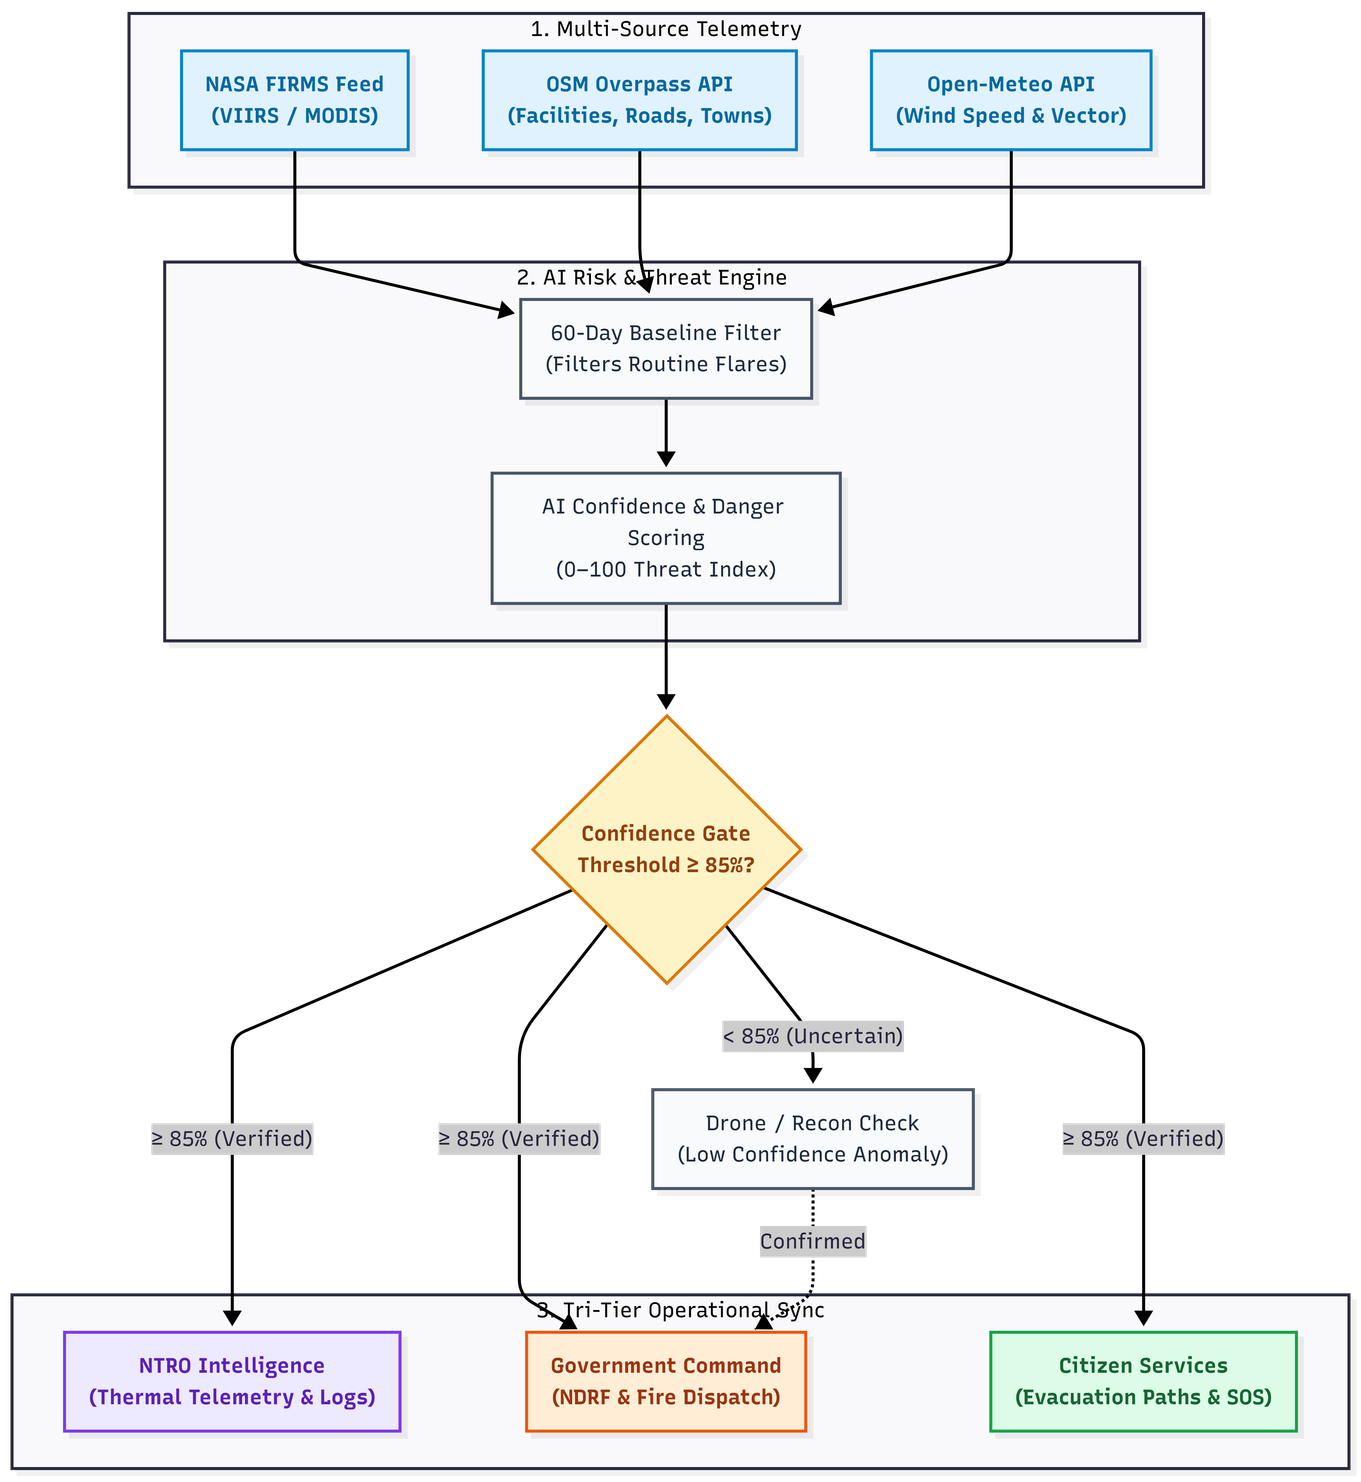 1. Multi-Source Telemetry
NASA FIRMS Feed
(VIIRS / MODIS)
OSM Overpass API
(Facilities, Roads, Towns)
Open-Meteo API
(Wind Speed & Vector)
2. AI Risk & Threat Engine
60-Day Baseline Filter
(Filters Routine Flares)
AI Confidence & Danger
Scoring
(0–100 Threat Index)
Confidence Gate
Threshold ≥ 85%?
< 85% (Uncertain)
≥ 85% (Verified)
≥ 85% (Verified)
Drone / Recon Check
(Low Confidence Anomaly)
≥ 85% (Verified)
Confirmed
3. Tri-Tier Operational Sync
NTRO Intelligence
(Thermal Telemetry & Logs)
Government Command
(NDRF & Fire Dispatch)
Citizen Services
(Evacuation Paths & SOS)